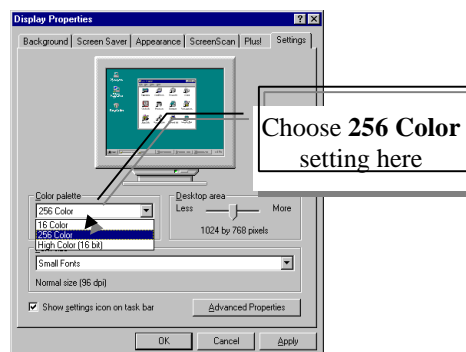 Display Properties
Background Screen Saver Appearance ScreenScan Plus! Settings
Choose 256 Color
setting here
Color palette
256 Color
16 Color
256 Color
High Color (16 bit)
Desktop area
Less More
1024 by 768 pixels
Small Fonts
Normal size (96 dpi)
Show settings icon on task bar
Advanced Properties
OK Cancel Apply